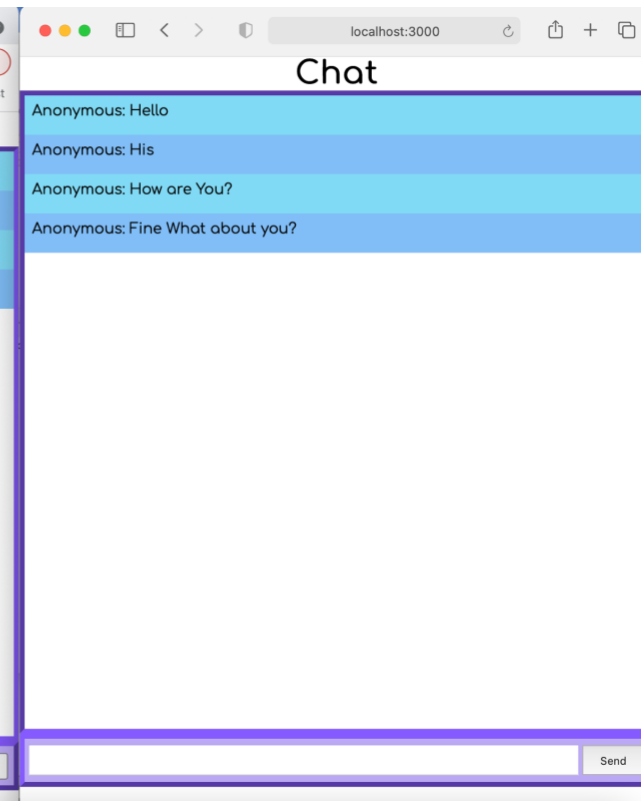 localhost:3000
t
Chat
Anonymous: Hello
Anonymous: His
Anonymous: How are You?
Anonymous: Fine What about you?
Send